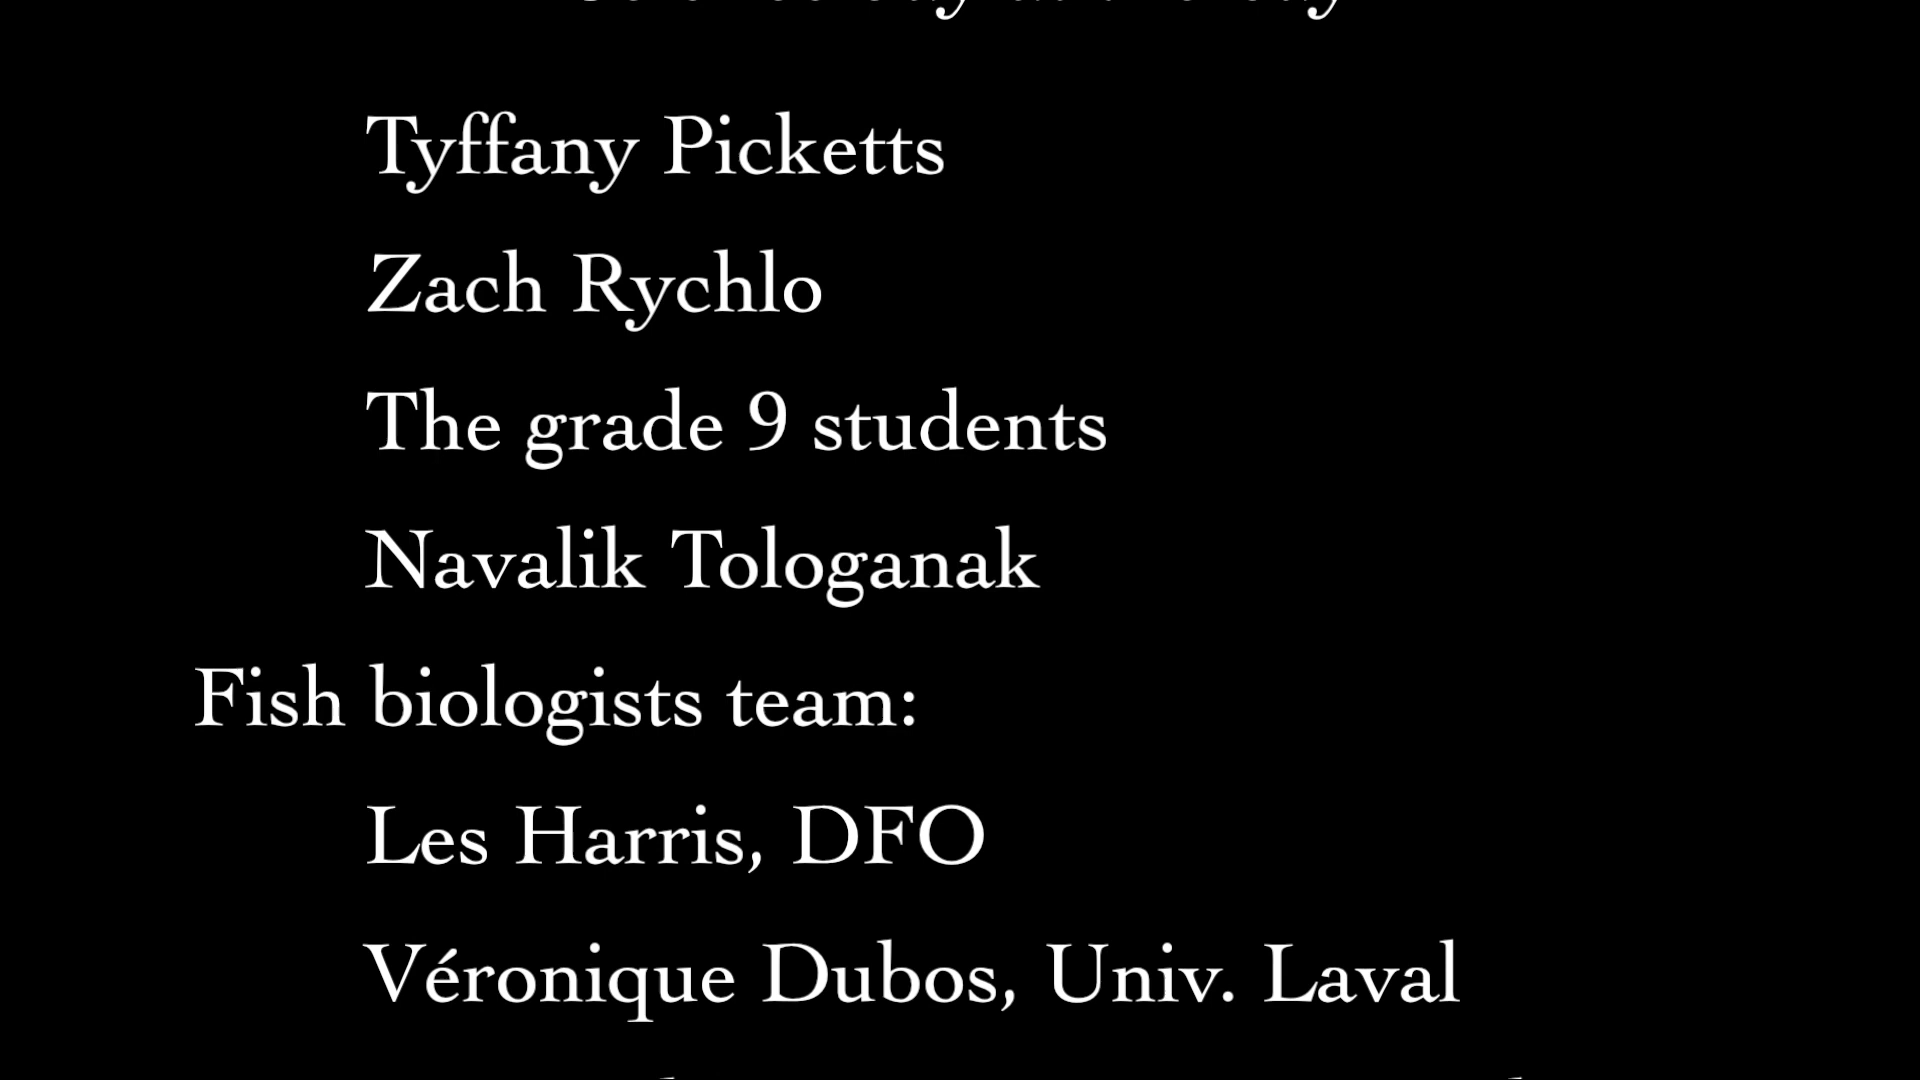 Tyffany Picketts
Zach Rychlo
The grade 9 students
Navalik Tologanak
Fish biologists team:
Les Harris, DFO
Véronique Dubos, Univ. Laval